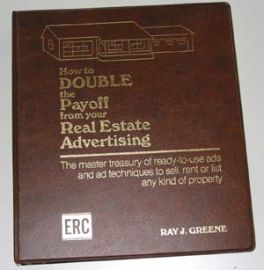 How to
DOUBLE
the
Payoff
from your
Real Estate
Advertising
The master treasury of ready-to-use ads
and ad techniques to sell, rent or list
any kind of property
ERC
RAY J. GREENE